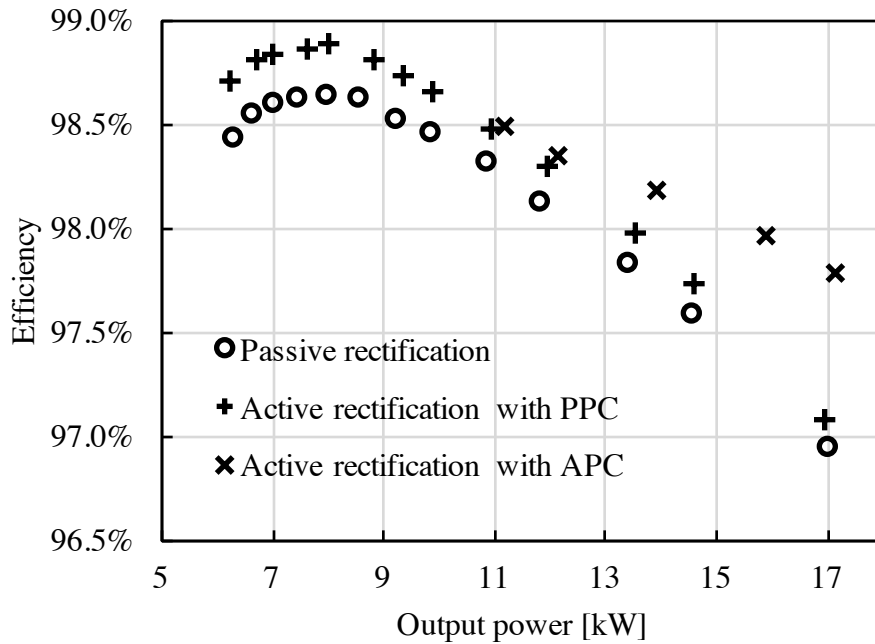 99.0%
98.5%
98.0%
97.5%
97.0%
96.5%
Efficiency
Passive rectification
Active rectification with PPC
Active rectification with APC
5 7 9 11 13 15 17
Output power [kW]